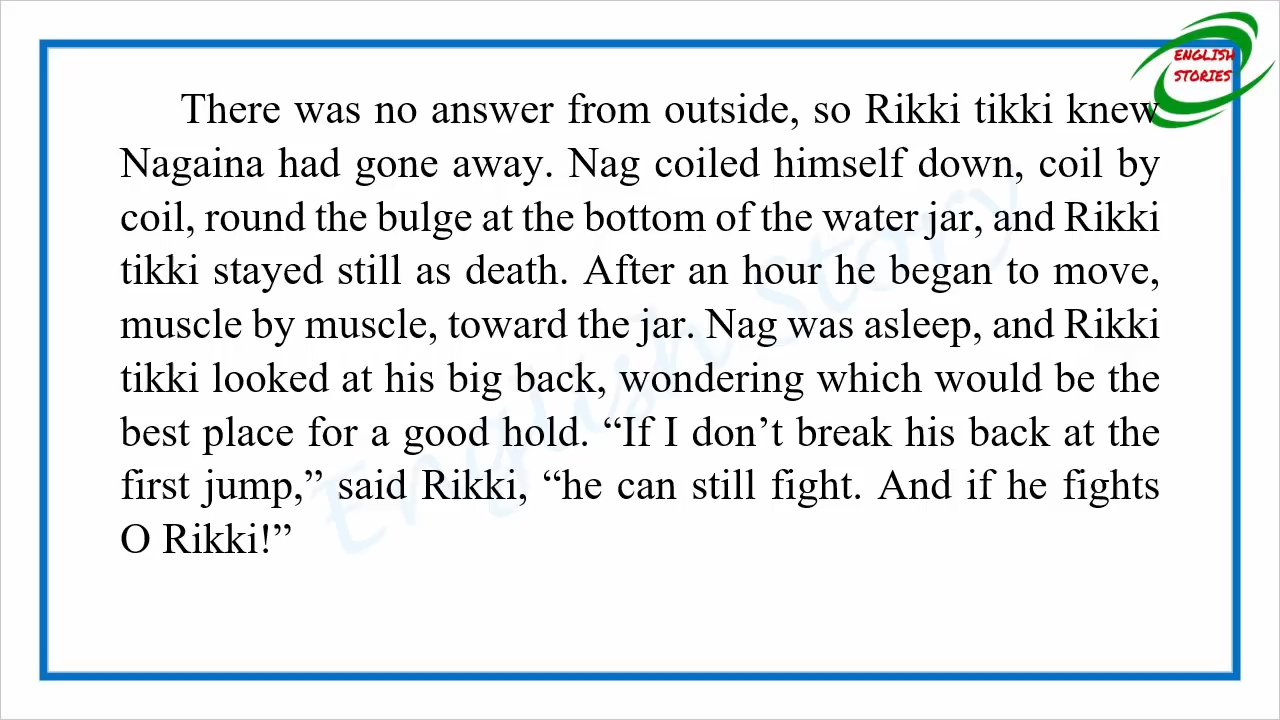 ENGLISH
STORIES
There was no answer from outside, so Rikki tikki knew
Nagaina had gone away. Nag coiled himself down, coil by
coil, round the bulge at the bottom of the water jar, and Rikki
tikki stayed still as death. After an hour he began to move,
muscle by muscle, toward the jar. Nag was asleep, and Rikki
tikki looked at his big back, wondering which would be the
best place for a good hold. “If I don’t break his back at the
first jump,” said Rikki, “he can still fight. And if he fights
O Rikki!”
English Story